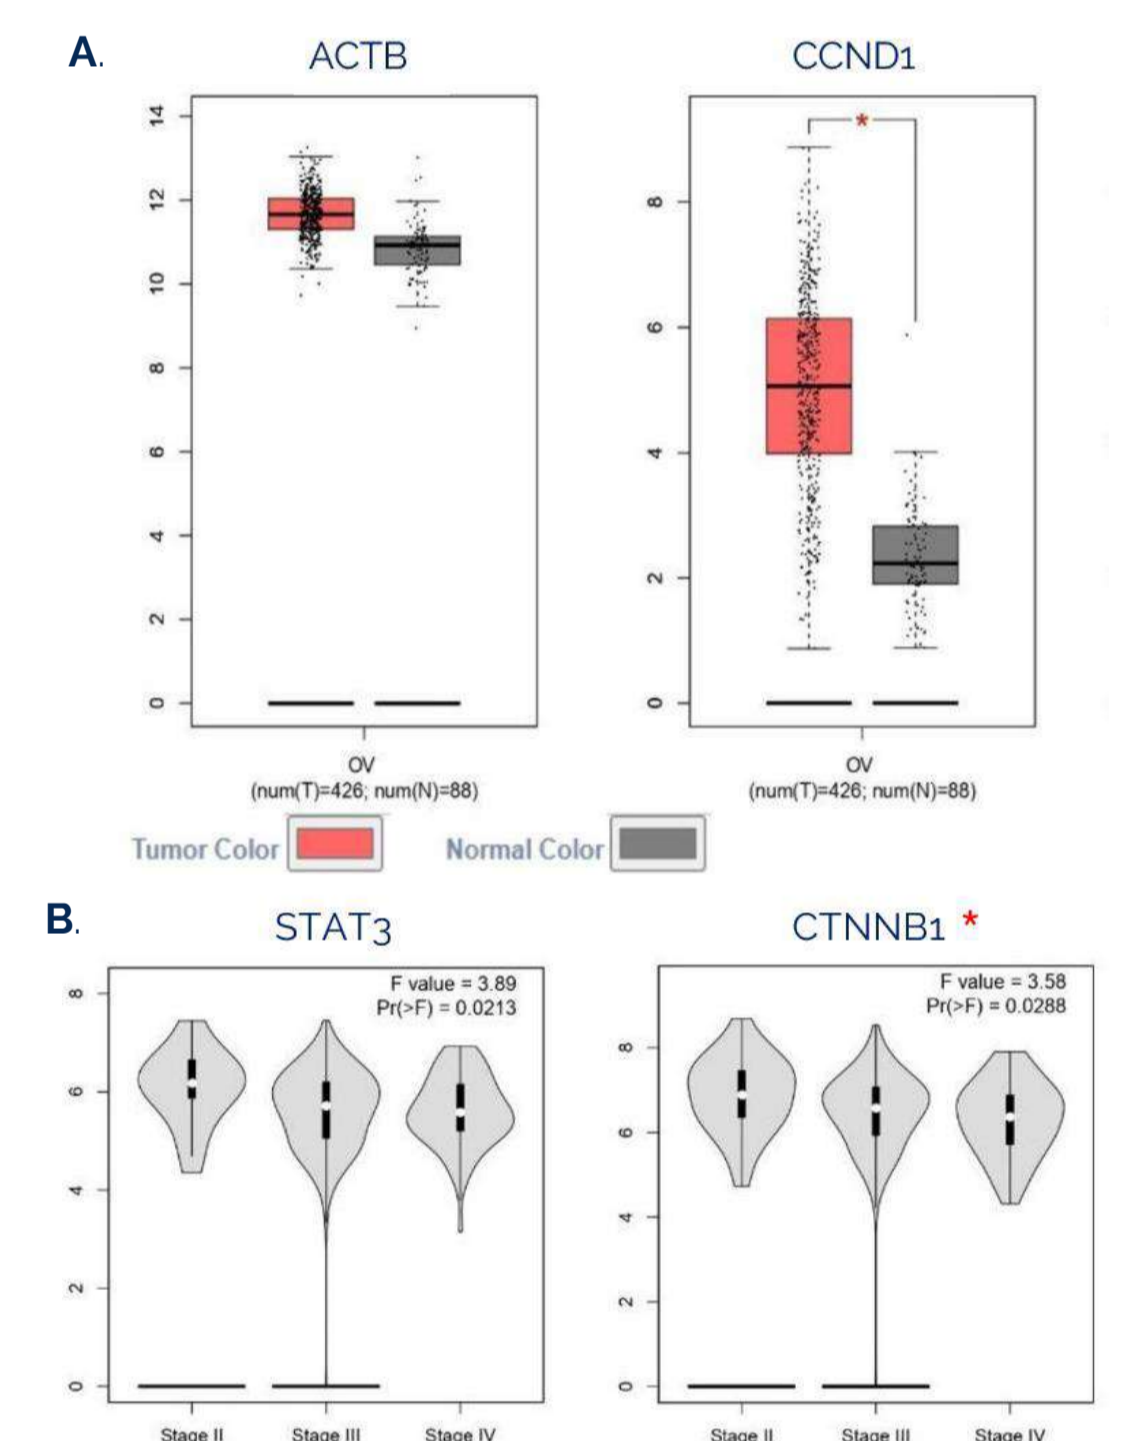 A.
ACTB
CCND1
14
12
10
8
6
4
2
0
*
8
6
4
2
0
OV
(num(T)=426; num(N)=88)
OV
(num(T)=426; num(N)=88)
Tumor Color
Normal Color
B.
STAT3
CTNNB1 *
F value = 3.89
Pr(>F) = 0.0213
8
6
4
2
0
Stage II
Stage III
Stage IV
F value = 3.58
Pr(>F) = 0.0288
8
6
4
2
0
Stage II
Stage III
Stage IV